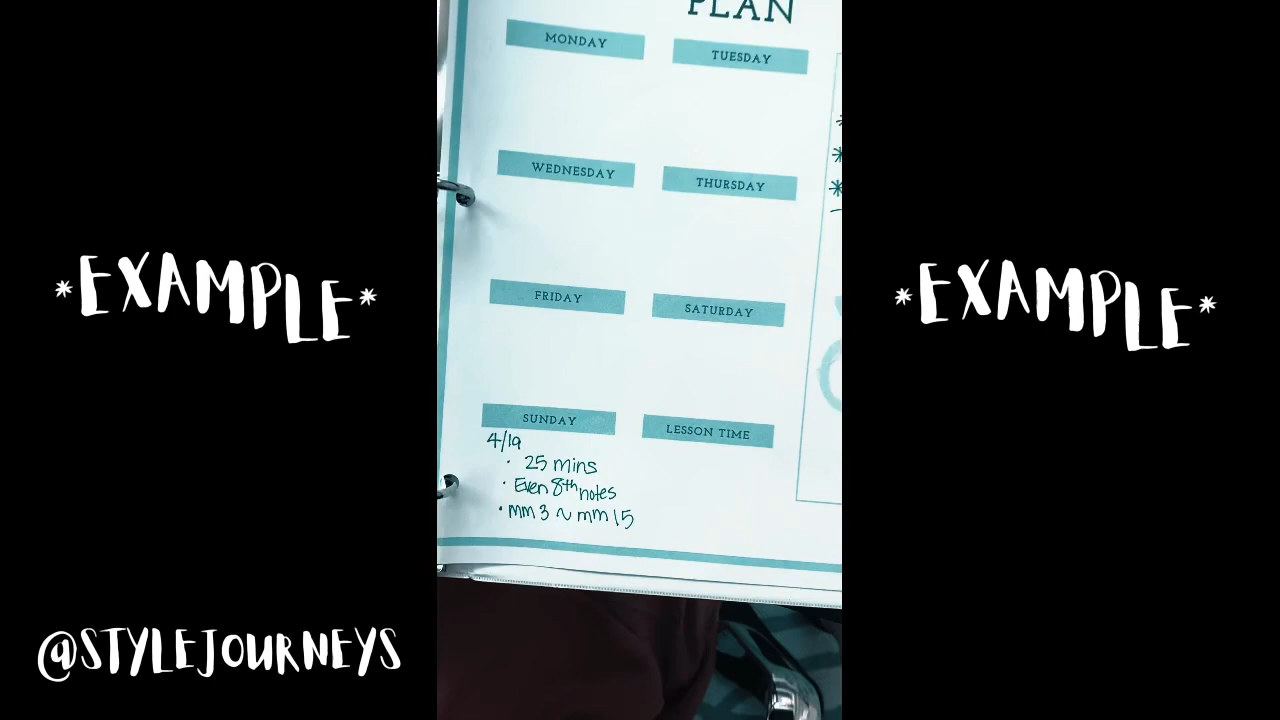 PLAN
MONDAY
TUESDAY
WEDNESDAY
THURSDAY
FRIDAY
SATURDAY
SUNDAY
LESSON TIME
4/19
· 25 mins
· Even 8th notes
· mm 3 ~ mm 15
*EXAMPLE*
*EXAMPLE*
@STYLEJOURNEYS